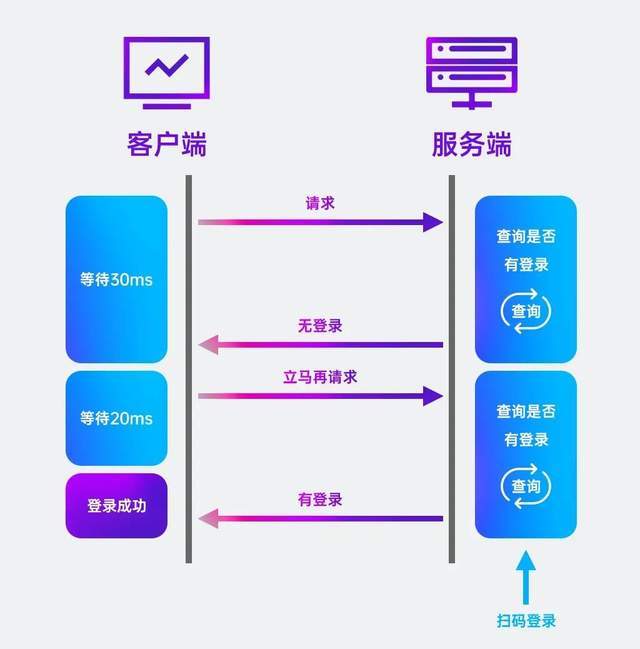 客户端
服务端
请求
等待30ms
查询是否
有登录
查询
无登录
立马再请求
等待20ms
查询是否
有登录
查询
登录成功
有登录
扫码登录